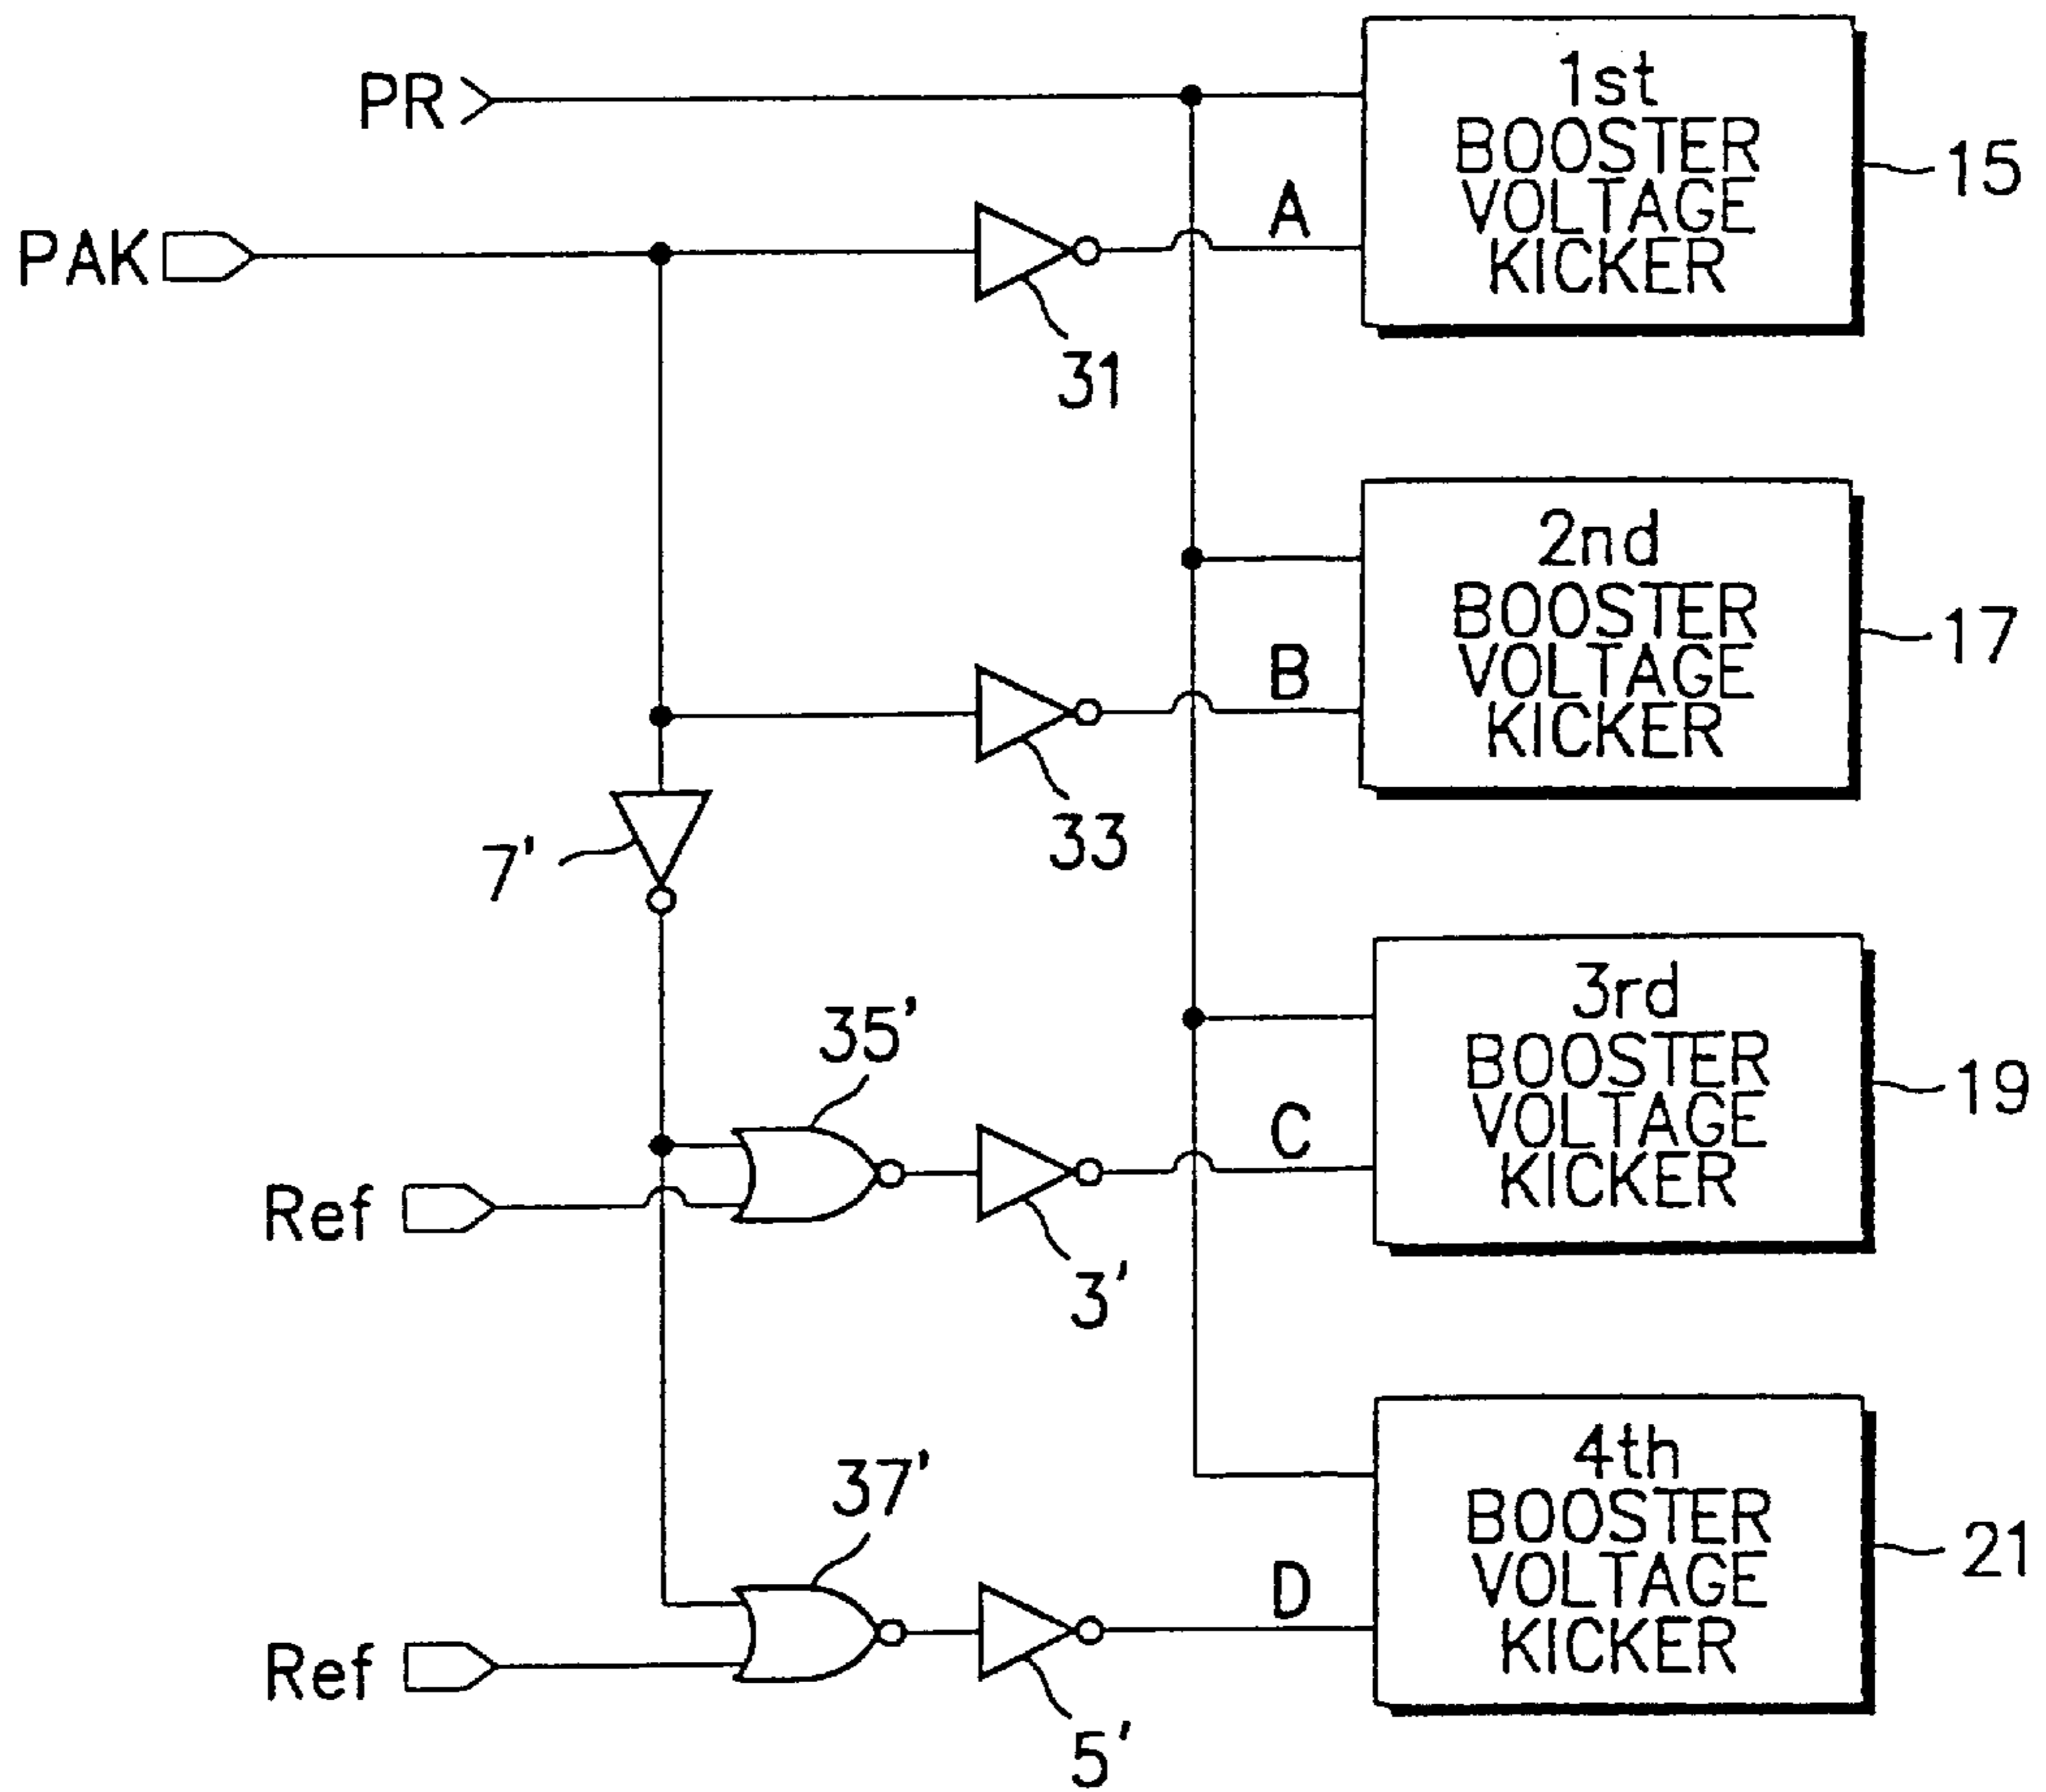 PR
1st
BOOSTER
VOLTAGE
KICKER
15
PAK
A
31
2nd
BOOSTER
VOLTAGE
KICKER
17
B
33
7'
3rd
BOOSTER
VOLTAGE
KICKER
19
35'
C
Ref
3'
4th
BOOSTER
VOLTAGE
KICKER
21
37'
D
Ref
5'